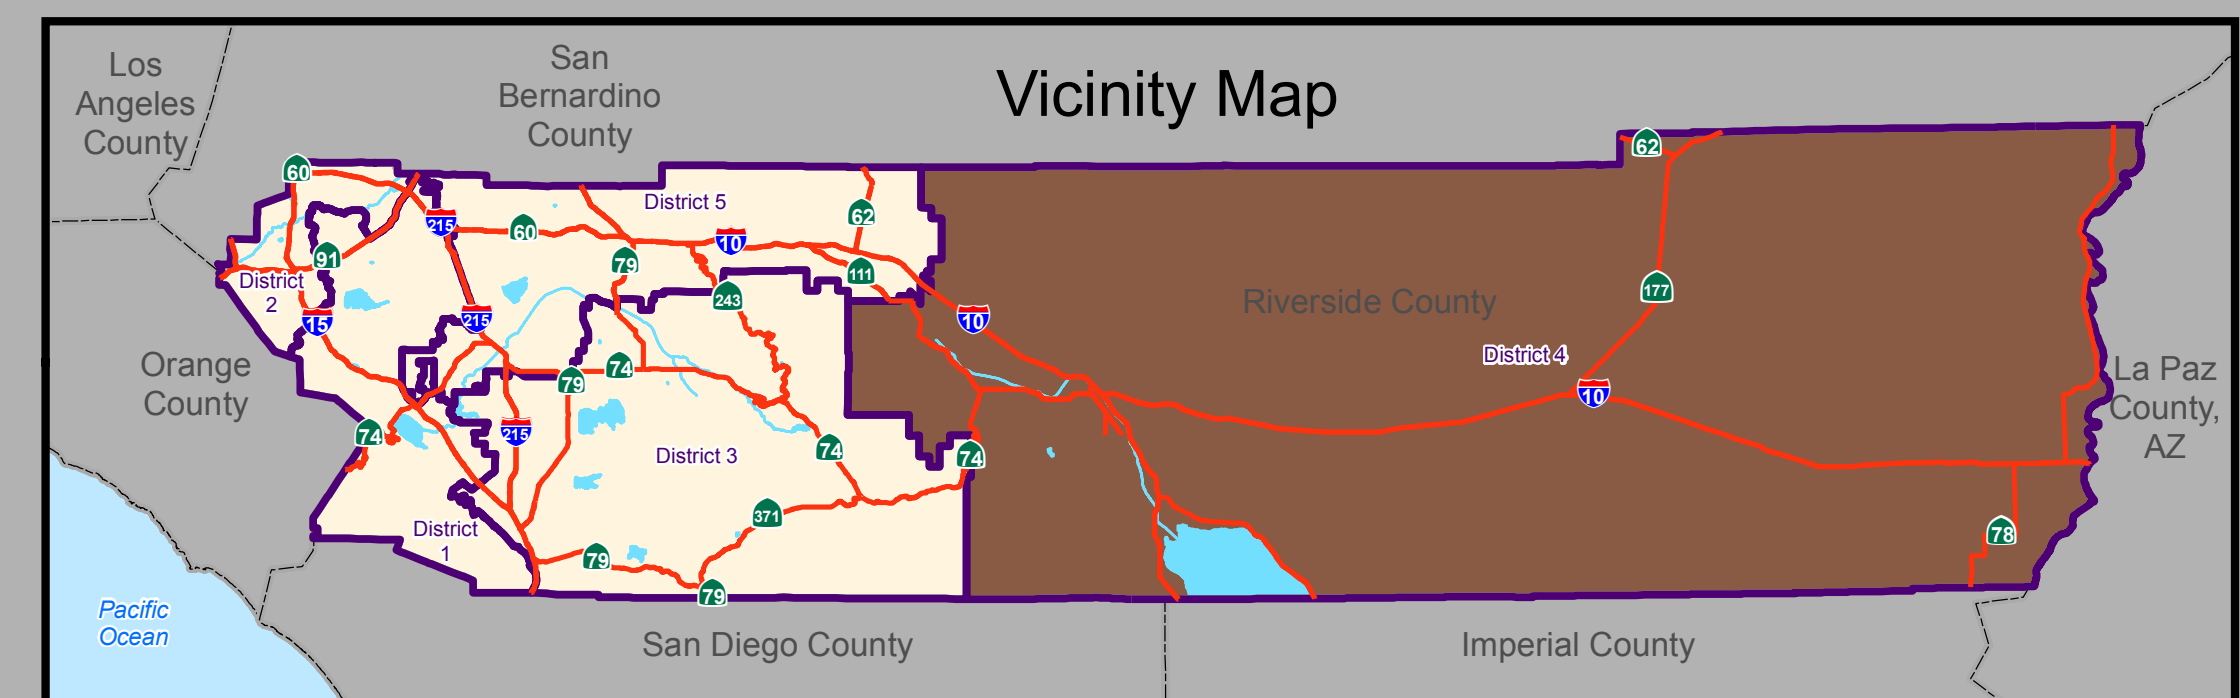 Vicinity Map
Los
Angeles
County
San
Bernardino
County
60
62
215
60
District 5
62
10
91
79
111
District
2
243
177
Riverside County
15
215
10
District 4
Orange
County
74
79
10
La Paz
County,
AZ
74
215
District 3
74
74
371
District
1
79
78
79
Pacific
Ocean
San Diego County
Imperial County